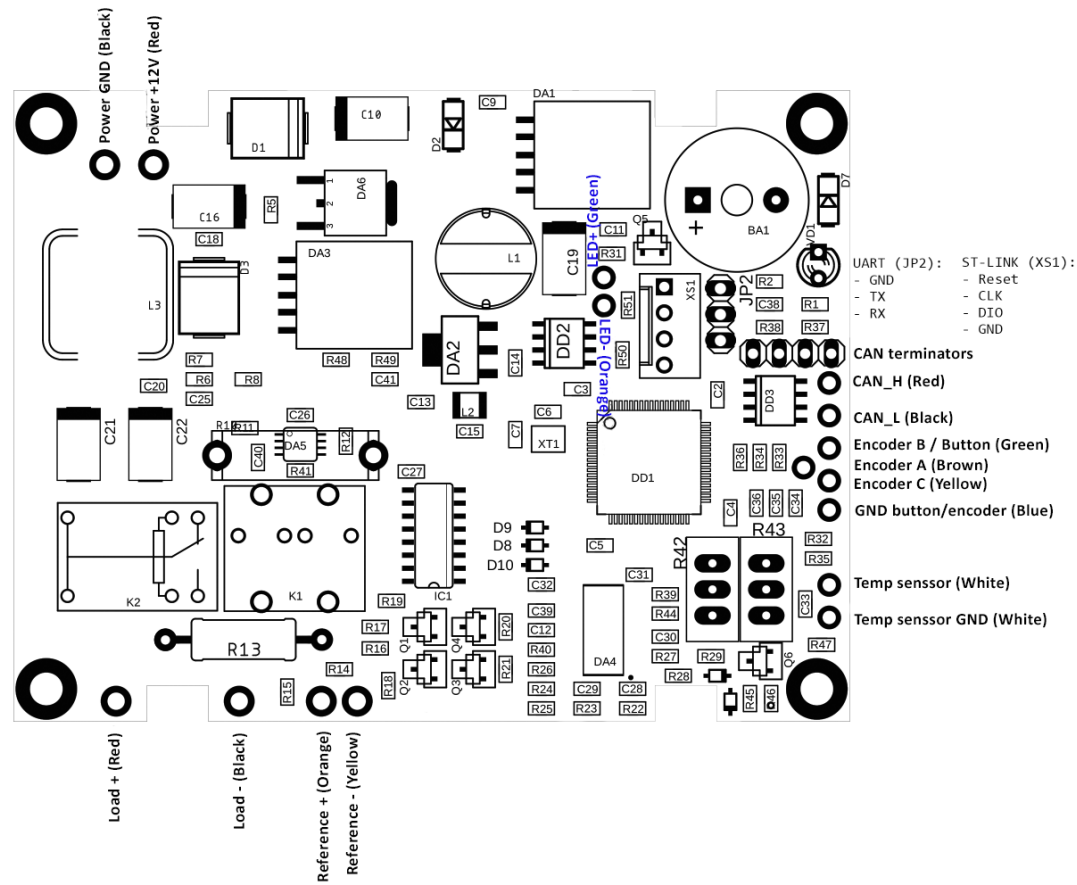 Power GND (Black)
Power +12V (Red)
D1
C10
D2
C9
DA1
D7
C16
R5
1
2
3
DA6
C18
D3
L3
DA3
L1
C19
LED+ (Green)
C11
R31
Q5
+
BA1
VD1
UART (JP2):
- GND
- TX
- RX
ST-LINK (XS1):
- Reset
- CLK
- DIO
- GND
XS1
JP2
R2
C38
R1
R38
R37
R51
R50
LED- (Orange)
DD2
DA2
C14
R48
R49
C41
R7
R6
R8
C20
C25
C13
L2
C15
C3
C2
DD3
CAN terminators
CAN_H (Red)
CAN_L (Black)
Encoder B / Button (Green)
Encoder A (Brown)
Encoder C (Yellow)
GND button/encoder (Blue)
C21
C22
R11
C26
DA5
R12
C40
R41
C27
C6
C7
XT1
DD1
R36
R34
R33
C4
C36
C35
C34
K2
K1
IC1
D9
D8
D10
C5
C32
C31
R42
R43
R32
R35
Temp senssor (White)
C33
Temp senssor GND (White)
R13
R19
R17
R16
Q1
Q4
R20
C39
C12
R40
R39
R44
C30
R27
DA4
R47
R14
R15
R18
Q2
Q3
R21
R26
R24
R25
C29
C28
R23
R22
R28
R29
Q6
R45
R46
Load + (Red)
Load - (Black)
Reference + (Orange)
Reference - (Yellow)